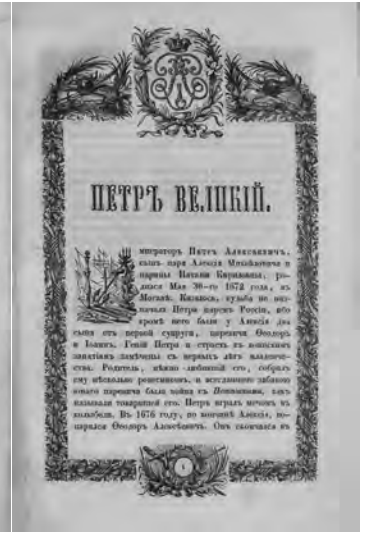 ПЕТРЪ ВЕЛИКІЙ.
мператоръ Петръ Алексѣевичъ,
сынъ царя Алексія Михайловича и
царицы Наталіи Кириловны, ро-
дился Мая 30-го 1672 года, въ
Москвѣ. Казалось, судьба не наз-
начала Петра царемъ Россіи, ибо
кромѣ него были у Алексія два
сына отъ первой супруги, царевичи Ѳеодоръ
и Іоаннъ. Геній Петра и страсть къ воинскимъ
занятіямъ замѣчены съ первыхъ лѣтъ младенче-
ства. Родитель, нѣжно любившій его, собралъ
ему нѣсколько ровесниковъ, и всегдашнею забавою
юнаго царевича была война съ Потѣшными, какъ
называли товарищей его. Петръ игралъ мечомъ въ
колыбели. Въ 1676 году, по кончинѣ Алексія, во-
царился Ѳеодоръ Алексѣевичъ. Онъ скончался въ
1